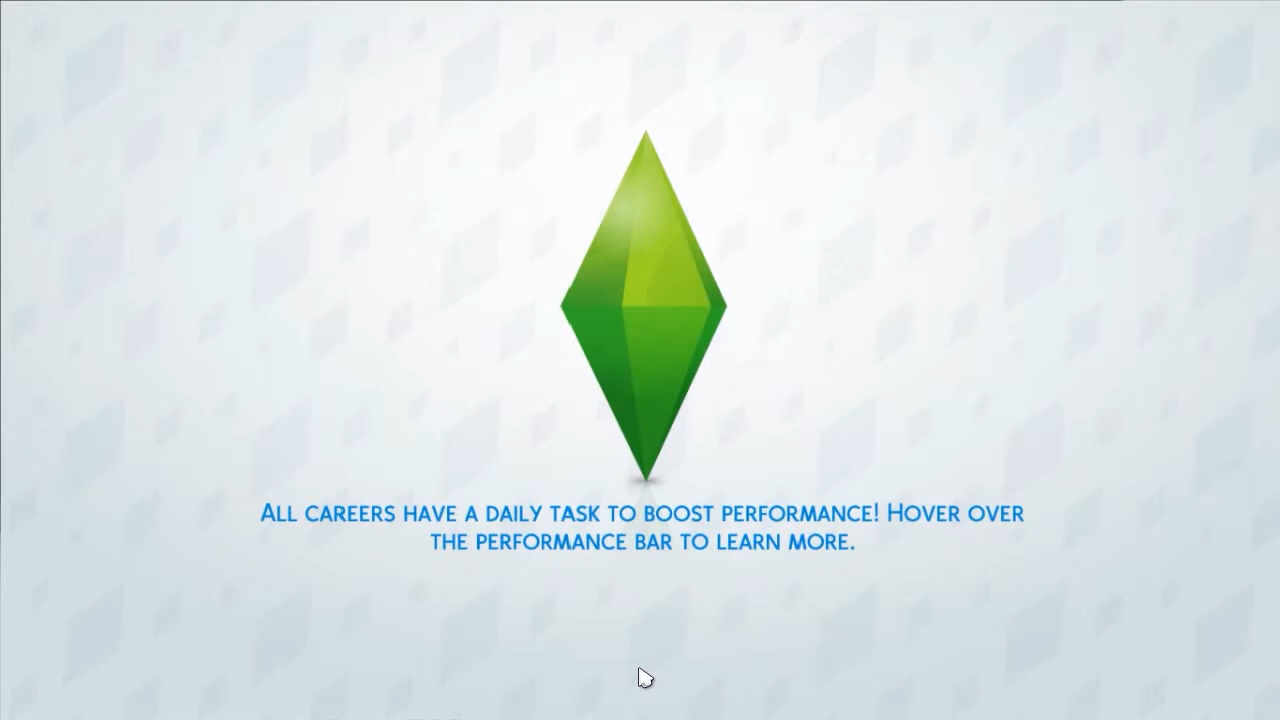 All careers have a daily task to boost performance! Hover over
the performance bar to learn more.